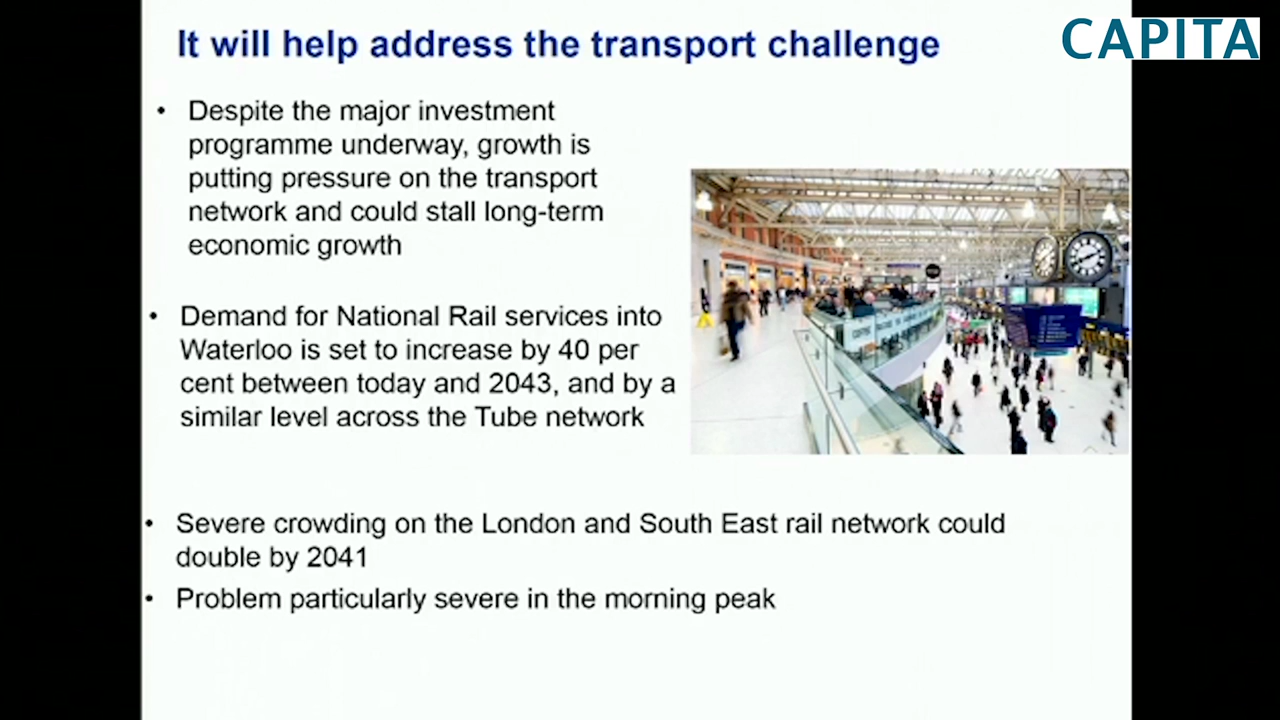 It will help address the transport challenge
CAPITA
• Despite the major investment
programme underway, growth is
putting pressure on the transport
network and could stall long-term
economic growth
• Demand for National Rail services into
Waterloo is set to increase by 40 per
cent between today and 2043, and by a
similar level across the Tube network
• Severe crowding on the London and South East rail network could
double by 2041
• Problem particularly severe in the morning peak